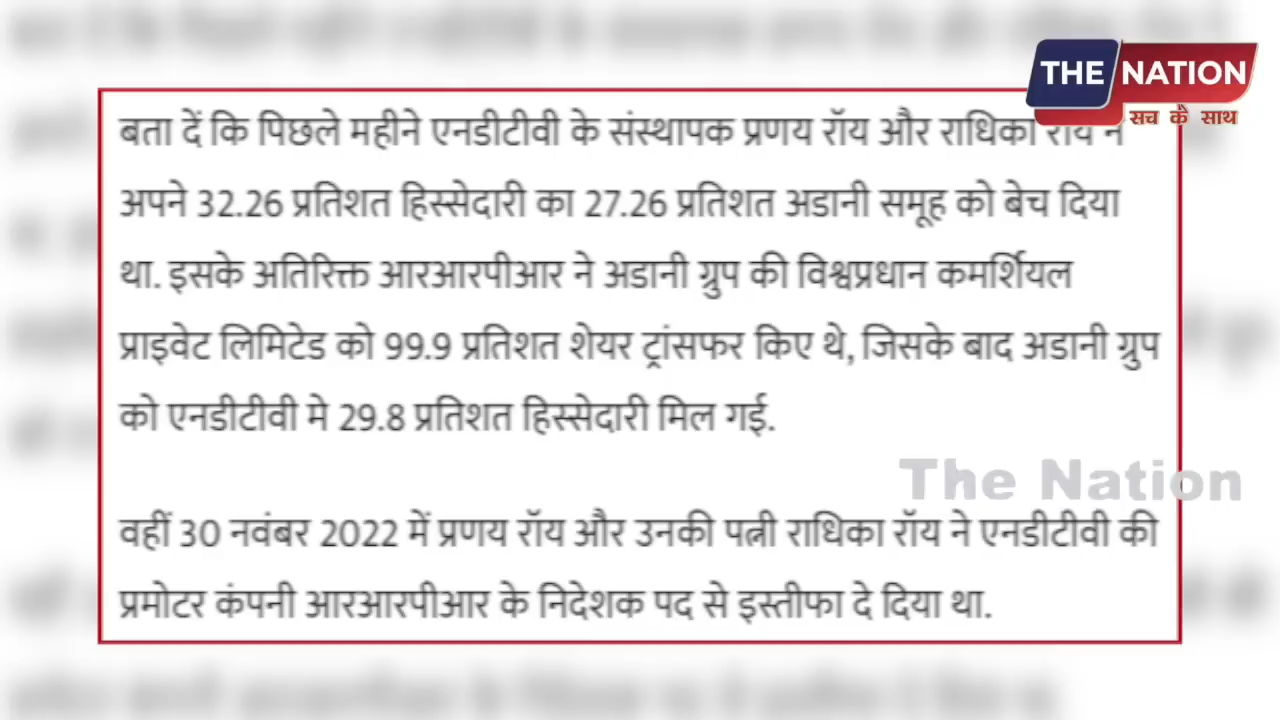 THE NATION
सच के साथ
बता दें कि पिछले महीने एनडीटीवी के संस्थापक प्रणय रॉय और राधिका रॉय ने
अपने 32.26 प्रतिशत हिस्सेदारी का 27.26 प्रतिशत अडानी समूह को बेच दिया
था. इसके अतिरिक्त आरआरपीआर ने अडानी ग्रुप की विश्वप्रधान कमर्शियल
प्राइवेट लिमिटेड को 99.9 प्रतिशत शेयर ट्रांसफर किए थे, जिसके बाद अडानी ग्रुप
को एनडीटीवी मे 29.8 प्रतिशत हिस्सेदारी मिल गई.
The Nation
वहीं 30 नवंबर 2022 में प्रणय रॉय और उनकी पत्नी राधिका रॉय ने एनडीटीवी की
प्रमोटर कंपनी आरआरपीआर के निदेशक पद से इस्तीफा दे दिया था.